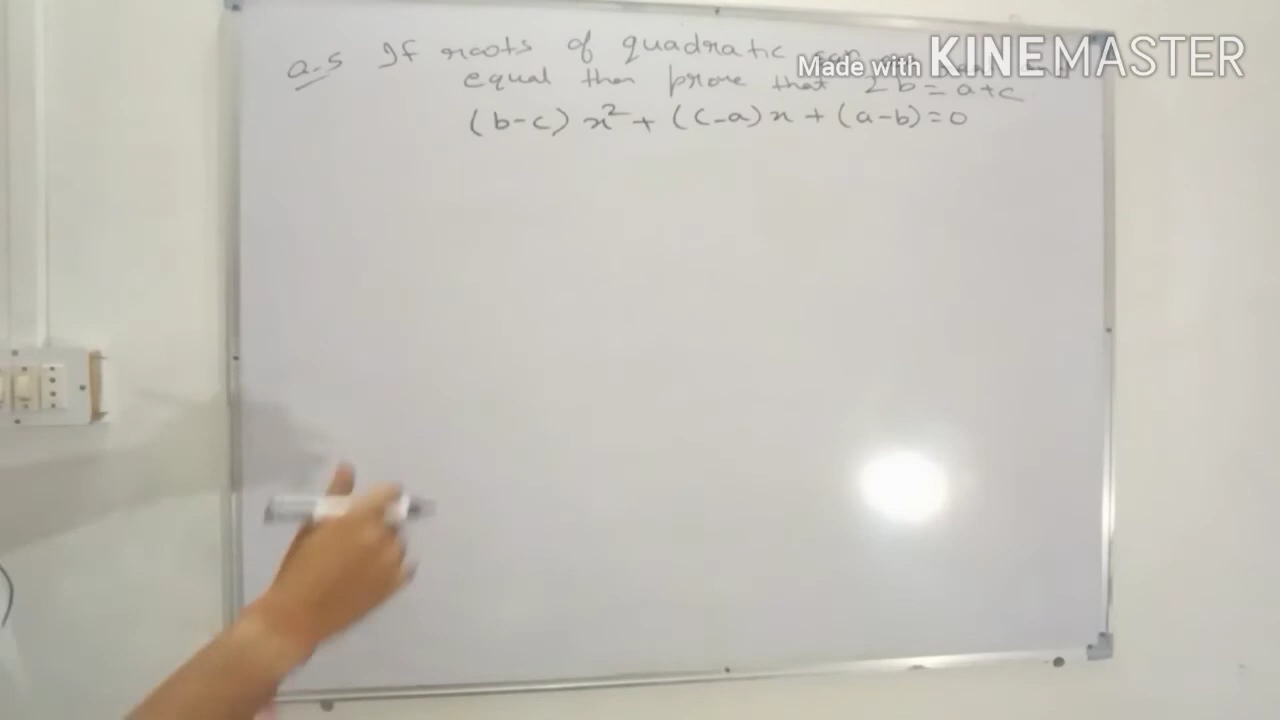 Q-5 If roots of quadratic
equal then prove that 2b = a+c
(b-c) x² + (c-a)x + (a-b) = 0
Made with KINEMASTER